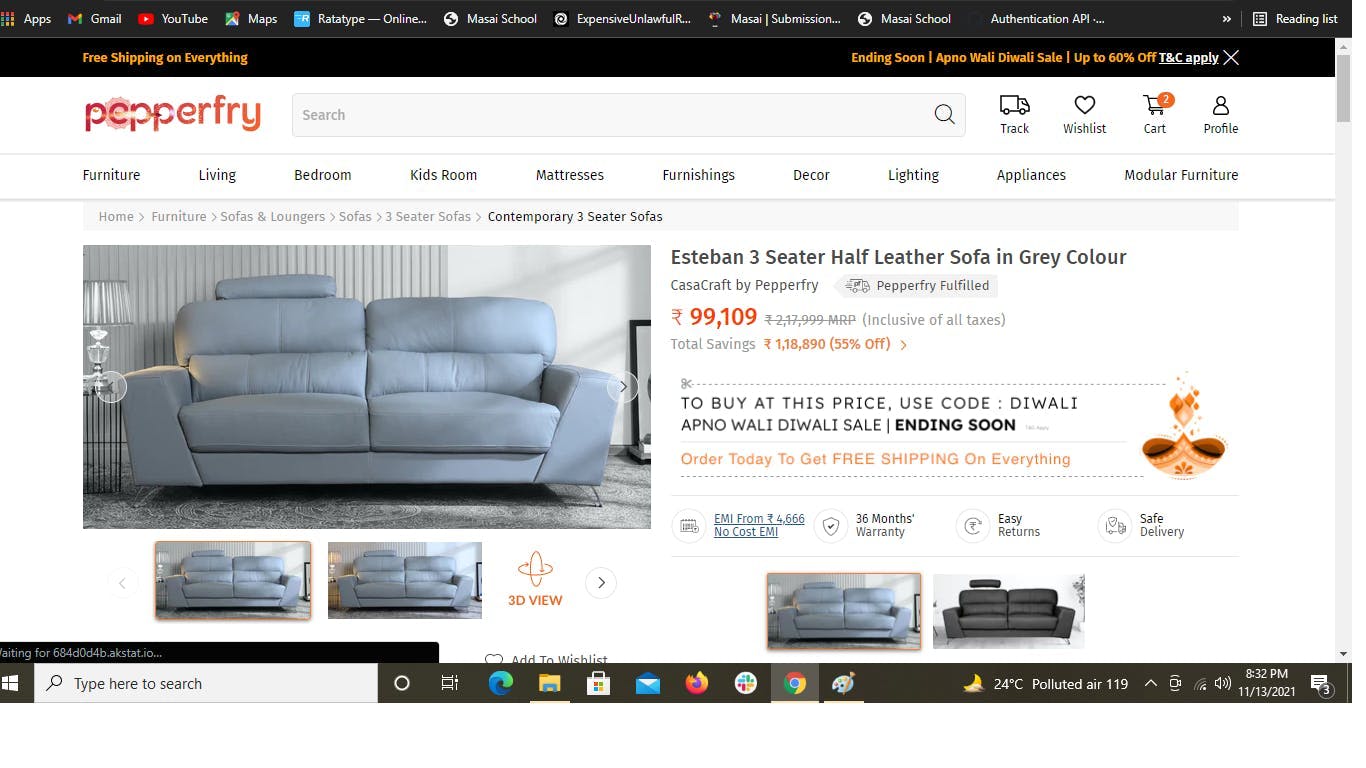 Apps Gmail YouTube Maps Ratatype — Online... Masai School ExpensiveUnlawfulR... Masai | Submission... Masai School Authentication API ·... » Reading list
Free Shipping on Everything
Ending Soon | Apno Wali Diwali Sale | Up to 60% Off T&C apply
pepperfry
Search
Track Wishlist 2 Cart Profile
Furniture Living Bedroom Kids Room Mattresses Furnishings Decor Lighting Appliances Modular Furniture
Home > Furniture > Sofas & Loungers > Sofas > 3 Seater Sofas > Contemporary 3 Seater Sofas
Esteban 3 Seater Half Leather Sofa in Grey Colour
CasaCraft by Pepperfry Pepperfry Fulfilled
₹ 99,109 ₹ 2,17,999 MRP (Inclusive of all taxes)
Total Savings ₹ 1,18,890 (55% Off) >
TO BUY AT THIS PRICE, USE CODE : DIWALI
APNO WALI DIWALI SALE | ENDING SOON T&C Apply
Order Today To Get FREE SHIPPING On Everything
EMI From ₹ 4,666
No Cost EMI
36 Months'
Warranty
Easy
Returns
Safe
Delivery
3D VIEW
Add To Wishlist
Waiting for 684d0d4b.akstat.io...
Type here to search
24°C Polluted air 119
8:32 PM
11/13/2021
3